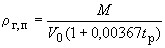 ρг,п = M / V0(1 + 0,00367tр)